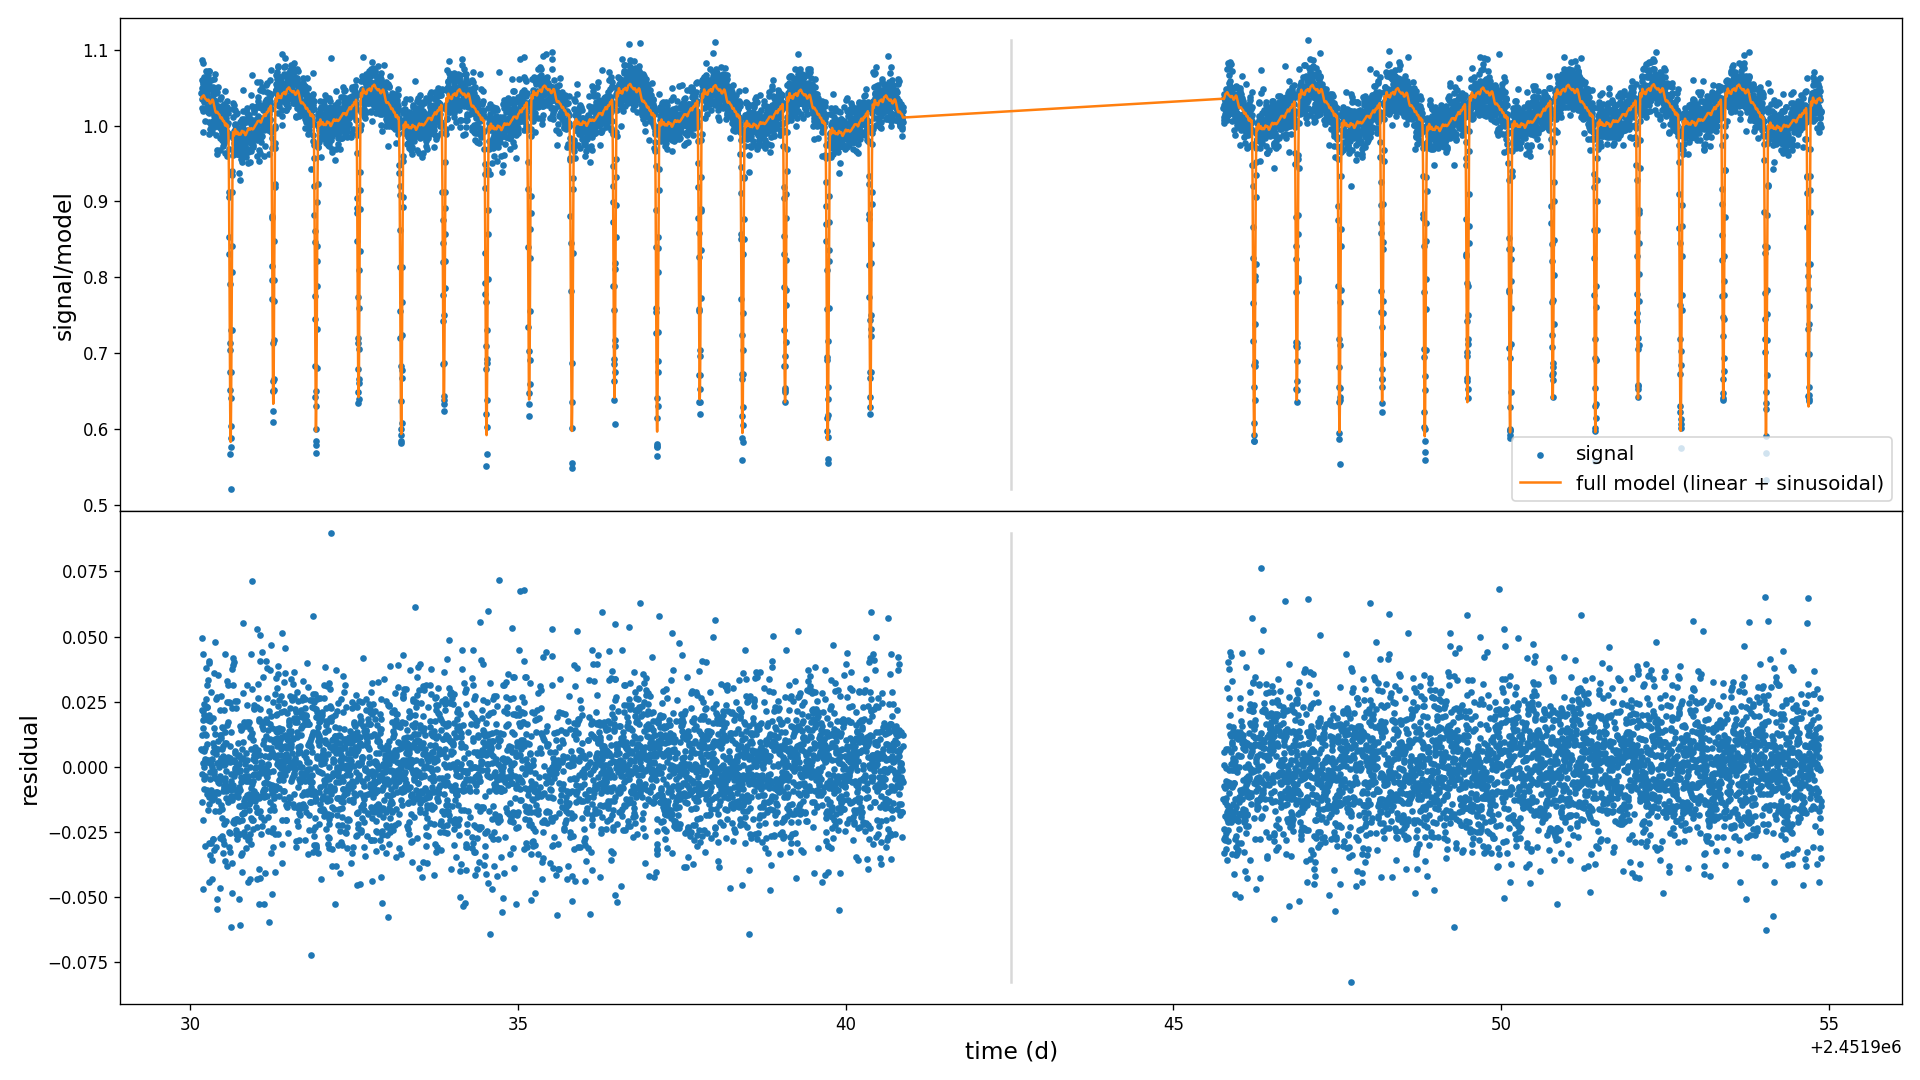 1.1
1.0
0.9
0.8
0.7
0.6
0.5
signal/model
signal
full model (linear + sinusoidal)
0.075
0.050
0.025
0.000
−0.025
−0.050
−0.075
residual
30 35 40 45 50 55
time (d)
+2.4519e6